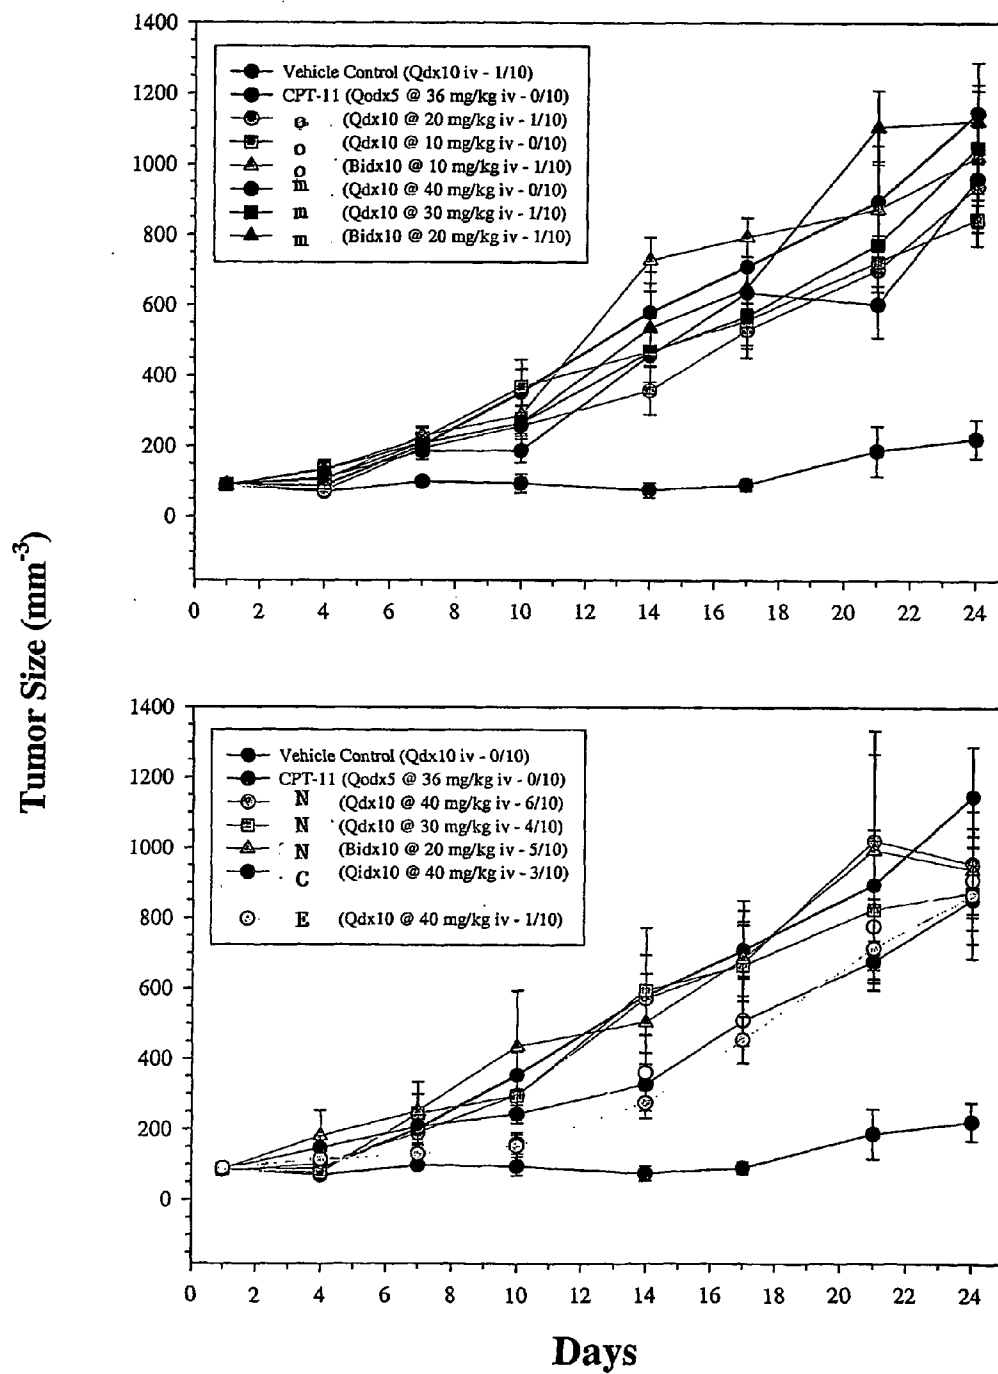 1400
1200
1000
800
600
400
200
0
Vehicle Control (Qdx10 iv - 1/10)
CPT-11 (Qodx5 @ 36 mg/kg iv - 0/10)
(Qdx10 @ 20 mg/kg iv - 1/10)
o (Qdx10 @ 10 mg/kg iv - 0/10)
o (Bidx10 @ 10 mg/kg iv - 1/10)
m (Qdx10 @ 40 mg/kg iv - 0/10)
m (Qdx10 @ 30 mg/kg iv - 1/10)
m (Bidx10 @ 20 mg/kg iv - 1/10)
0 2 4 6 8 10 12 14 16 18 20 22 24
Tumor Size (mm-3)
1400
1200
1000
800
600
400
200
0
Vehicle Control (Qdx10 iv - 0/10)
CPT-11 (Qodx5 @ 36 mg/kg iv - 0/10)
N (Qdx10 @ 40 mg/kg iv - 6/10)
N (Qdx10 @ 30 mg/kg iv - 4/10)
N (Bidx10 @ 20 mg/kg iv - 5/10)
C (Qidx10 @ 40 mg/kg iv - 3/10)
E (Qdx10 @ 40 mg/kg iv - 1/10)
0 2 4 6 8 10 12 14 16 18 20 22 24
Days